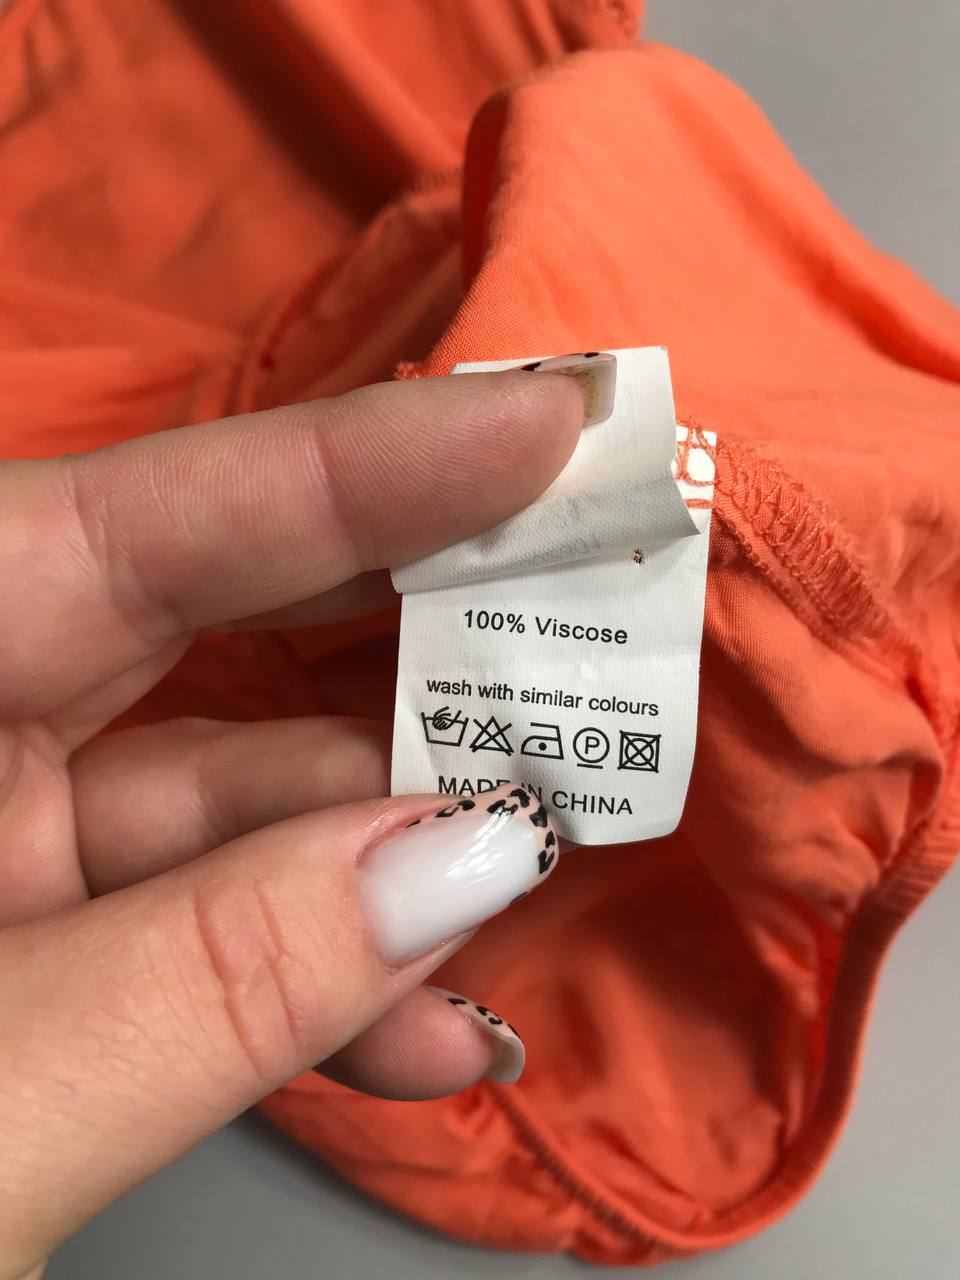 100% Viscose
wash with similar colours
P
MADE IN CHINA